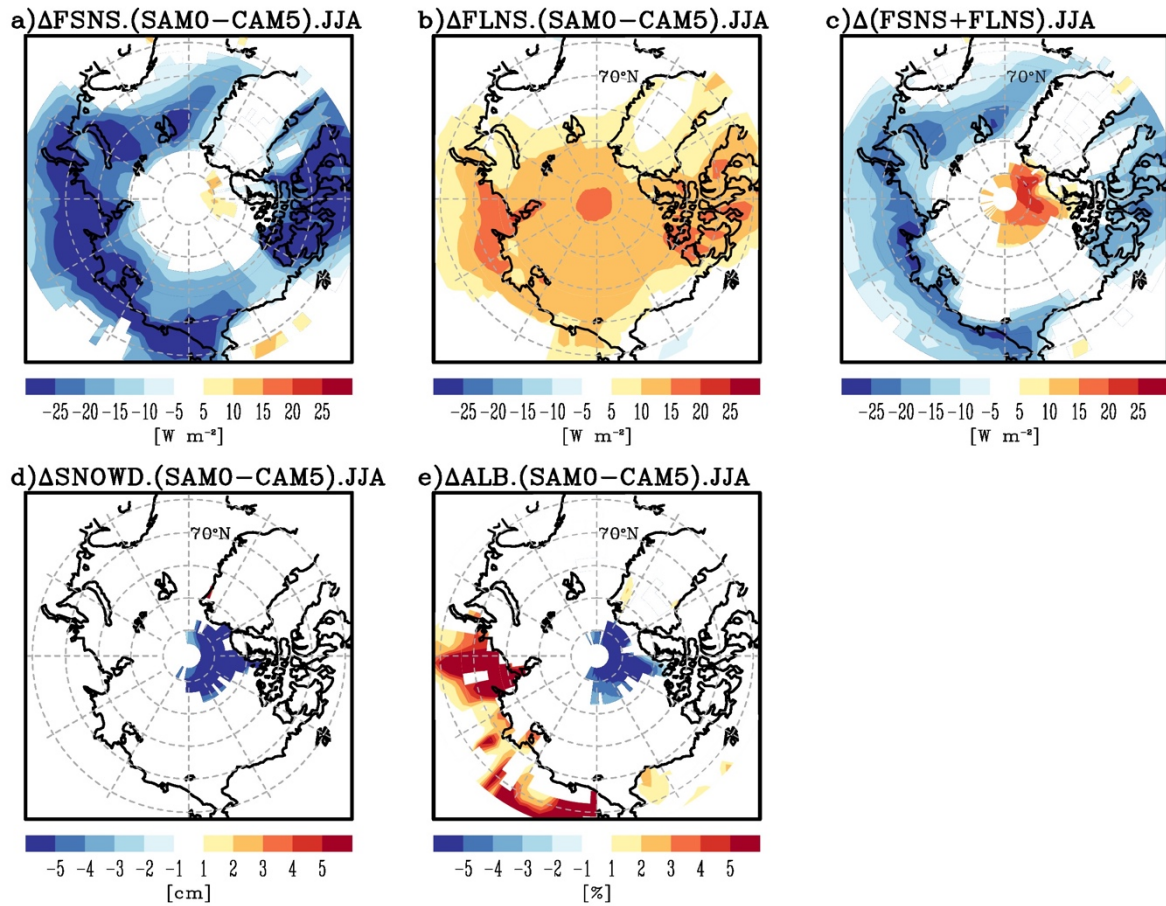 a)ΔFSNS.(SAM0−CAM5).JJA
b)ΔFLNS.(SAM0−CAM5).JJA
c)Δ(FSNS+FLNS).JJA
70°N
70°N
70°N
-25 -20 -15 -10 -5 5 10 15 20 25
[W m⁻²]
-25 -20 -15 -10 -5 5 10 15 20 25
[W m⁻²]
-25 -20 -15 -10 -5 5 10 15 20 25
[W m⁻²]
d)ΔSNOWD.(SAM0−CAM5).JJA
e)ΔALB.(SAM0−CAM5).JJA
70°N
70°N
-5 -4 -3 -2 -1 1 2 3 4 5
[cm]
-5 -4 -3 -2 -1 1 2 3 4 5
[%]